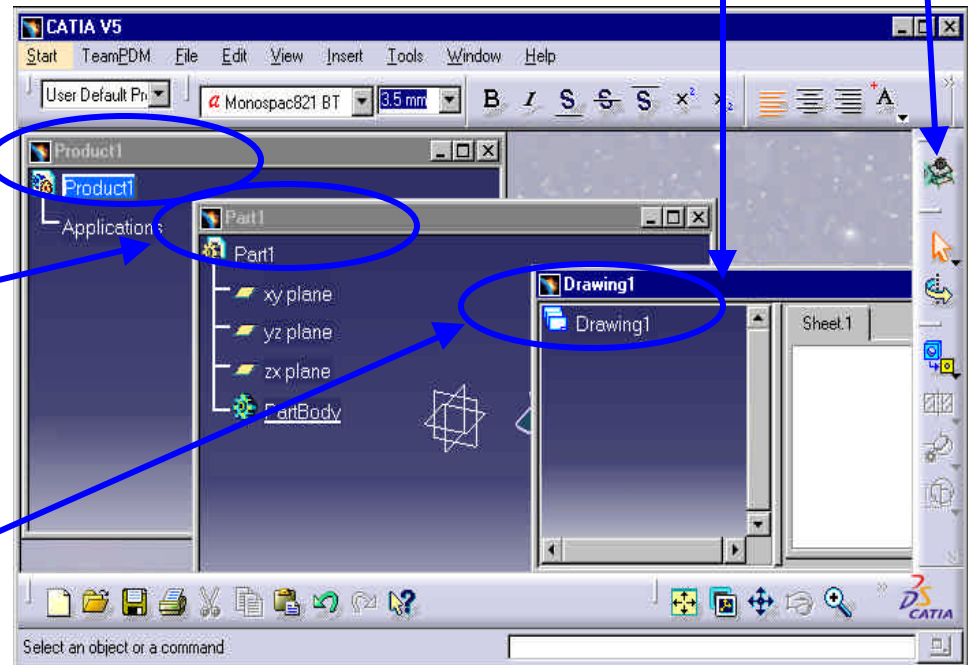 CATIA V5
Start TeamPDM File Edit View Insert Tools Window Help
User Default Pr
Monospac821 BT 3.5 mm B I S S S x² x₂ A
Product1
Product1
Applications
Part1
Part1
xy plane
yz plane
zx plane
PartBody
Drawing1
Drawing1
Sheet.1
CATIA
Select an object or a command